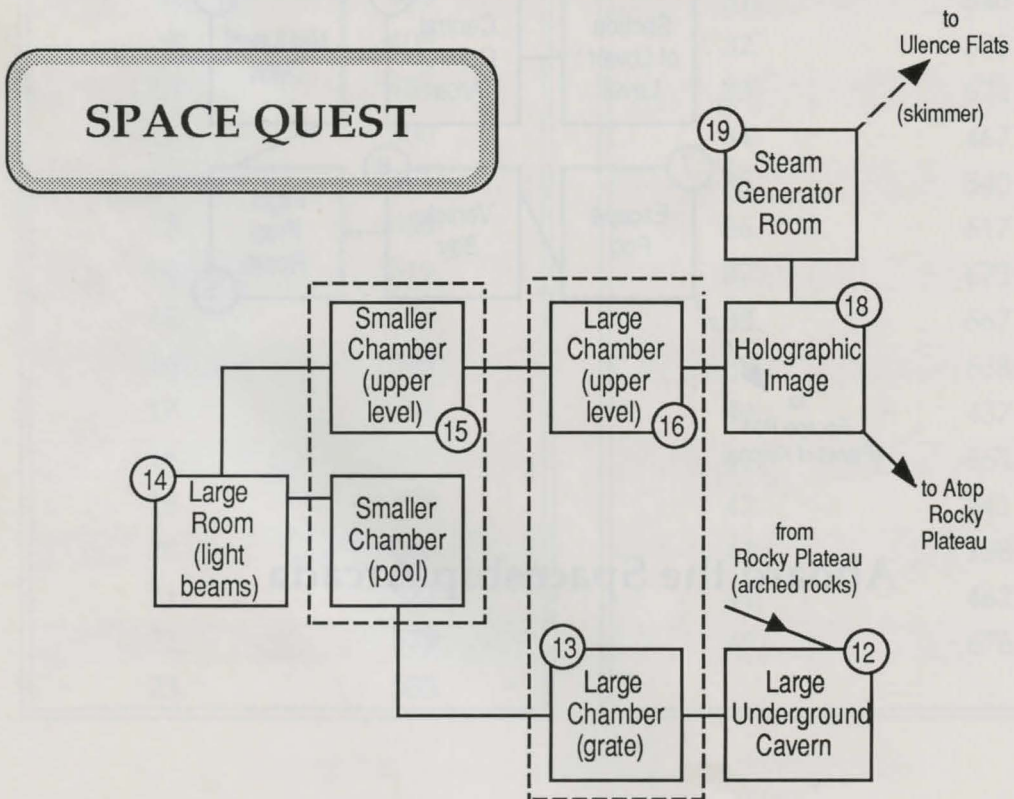 SPACE QUEST
to
Ulence Flats
(skimmer)
19
Steam
Generator
Room
18
Holographic
Image
Smaller
Chamber
(upper
level)
15
Large
Chamber
(upper
level)
16
14
Large
Room
(light
beams)
Smaller
Chamber
(pool)
to Atop
Rocky
Plateau
from
Rocky Plateau
(arched rocks)
13
Large
Chamber
(grate)
12
Large
Underground
Cavern